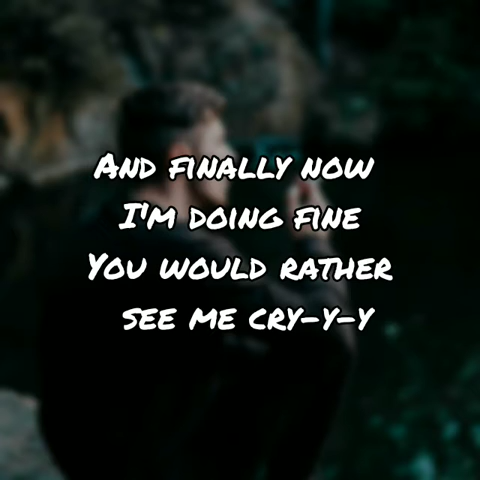 And finally now
I'm doing fine
You would rather
see me cry-y-y